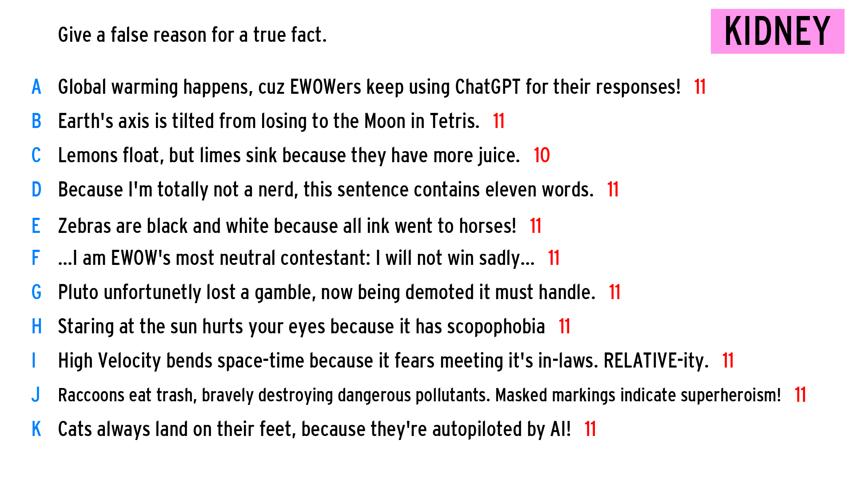 Give a false reason for a true fact.
KIDNEY
A Global warming happens, cuz EWOWers keep using ChatGPT for their responses! 11
B Earth's axis is tilted from losing to the Moon in Tetris. 11
C Lemons float, but limes sink because they have more juice. 10
D Because I'm totally not a nerd, this sentence contains eleven words. 11
E Zebras are black and white because all ink went to horses! 11
F ...I am EWOW's most neutral contestant: I will not win sadly... 11
G Pluto unfortunetly lost a gamble, now being demoted it must handle. 11
H Staring at the sun hurts your eyes because it has scopophobia 11
I High Velocity bends space-time because it fears meeting it's in-laws. RELATIVE-ity. 11
J Raccoons eat trash, bravely destroying dangerous pollutants. Masked markings indicate superheroism! 11
K Cats always land on their feet, because they're autopiloted by AI! 11